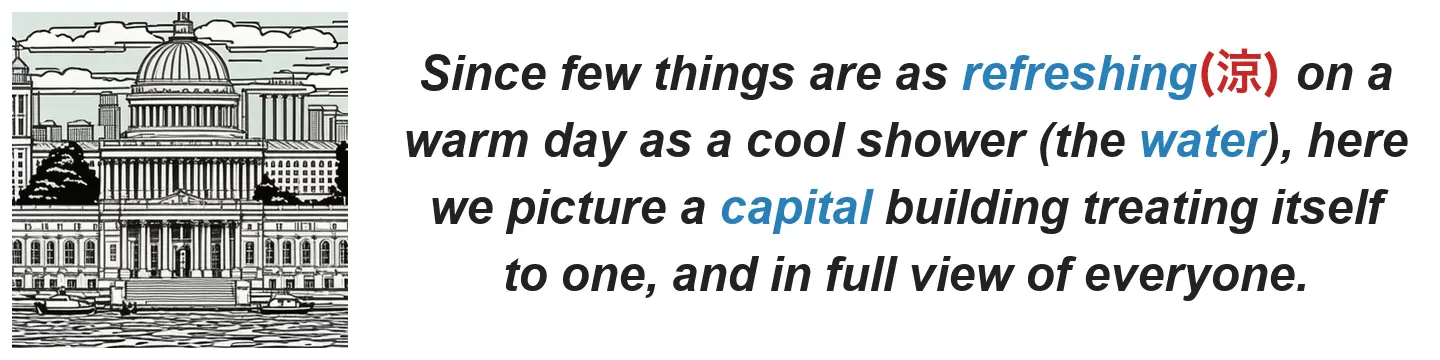 Since few things are as refreshing(涼) on a
warm day as a cool shower (the water), here
we picture a capital building treating itself
to one, and in full view of everyone.